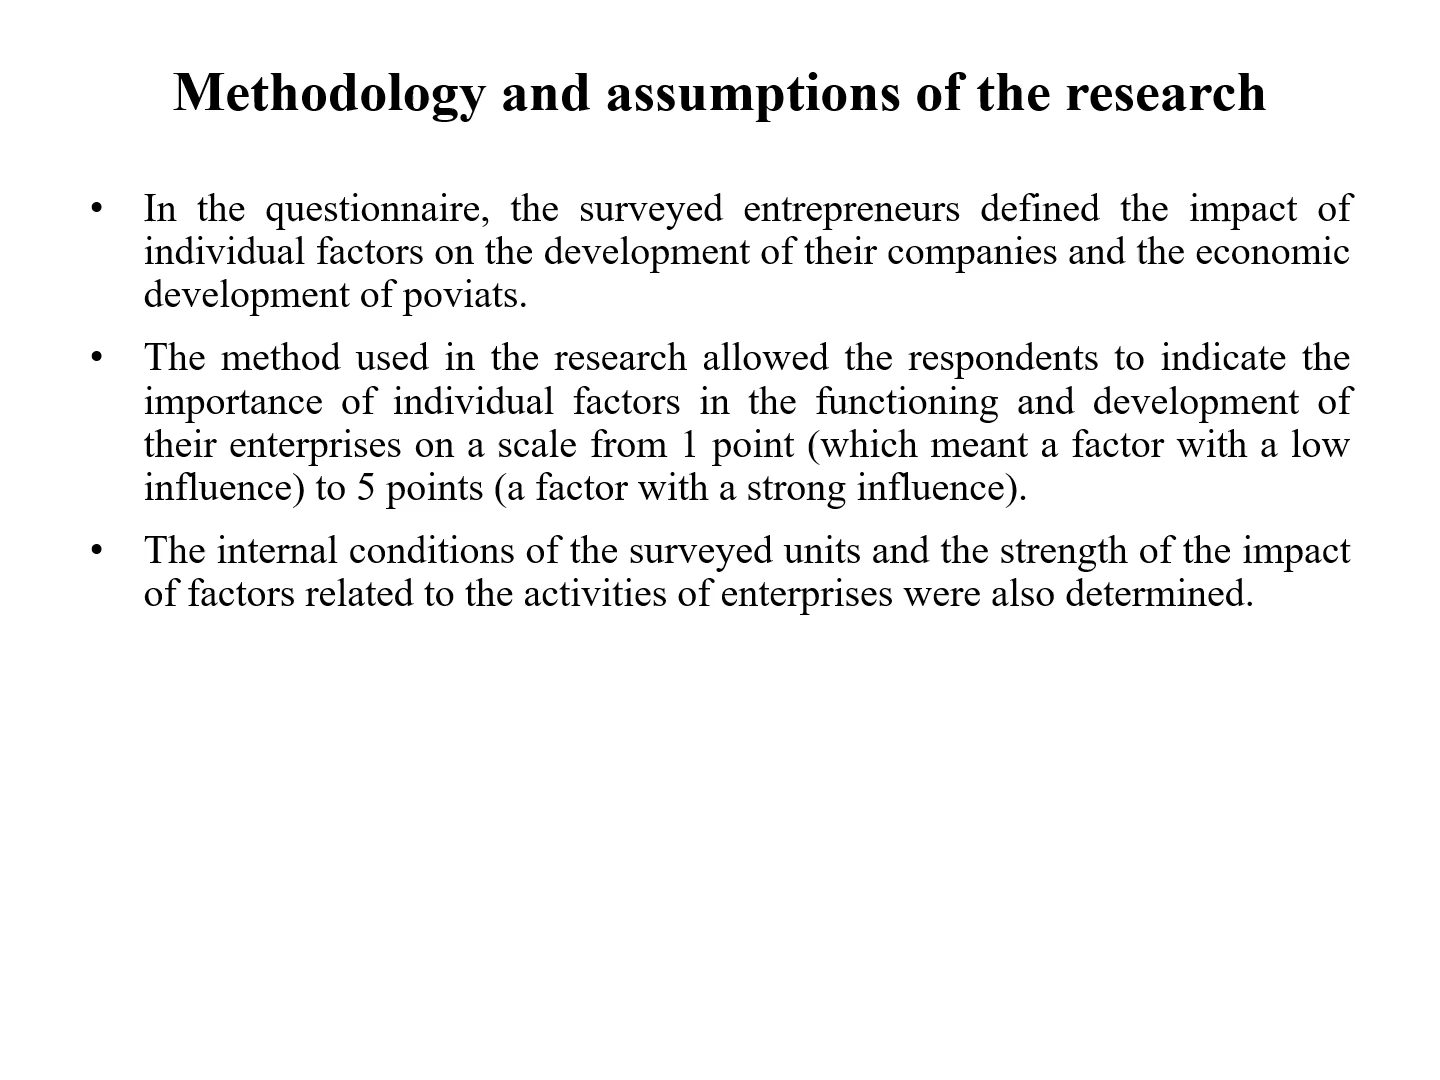 Methodology and assumptions of the research
• In the questionnaire, the surveyed entrepreneurs defined the impact of
individual factors on the development of their companies and the economic
development of poviats.
• The method used in the research allowed the respondents to indicate the
importance of individual factors in the functioning and development of
their enterprises on a scale from 1 point (which meant a factor with a low
influence) to 5 points (a factor with a strong influence).
• The internal conditions of the surveyed units and the strength of the impact
of factors related to the activities of enterprises were also determined.